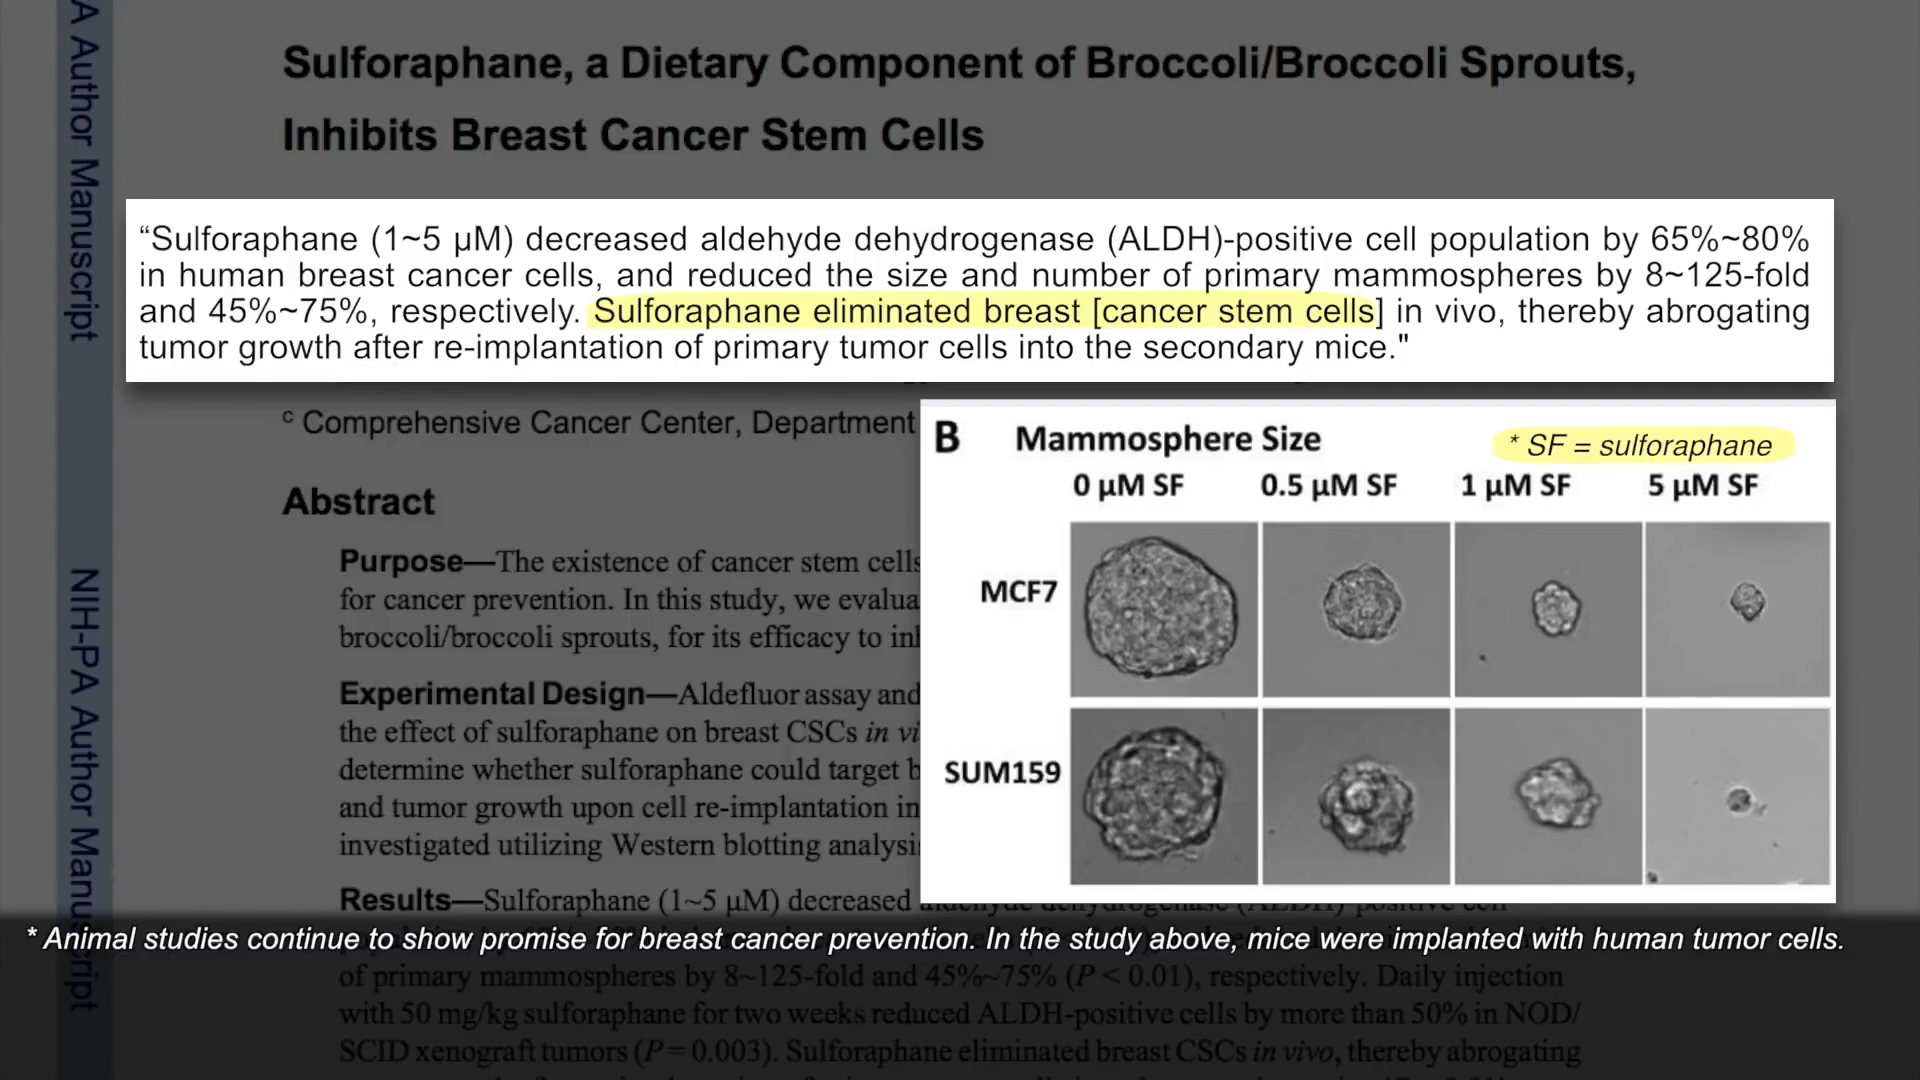 A Author Manuscript
NIH-PA Author Manuscript
Sulforaphane, a Dietary Component of Broccoli/Broccoli Sprouts,
Inhibits Breast Cancer Stem Cells
“Sulforaphane (1~5 μM) decreased aldehyde dehydrogenase (ALDH)-positive cell population by 65%~80%
in human breast cancer cells, and reduced the size and number of primary mammospheres by 8~125-fold
and 45%~75%, respectively. Sulforaphane eliminated breast [cancer stem cells] in vivo, thereby abrogating
tumor growth after re-implantation of primary tumor cells into the secondary mice."
c Comprehensive Cancer Center, Department
Abstract
Purpose—The existence of cancer stem cells
for cancer prevention. In this study, we evalua
broccoli/broccoli sprouts, for its efficacy to inh
Experimental Design—Aldefluor assay and
the effect of sulforaphane on breast CSCs in vi
determine whether sulforaphane could target b
and tumor growth upon cell re-implantation in
investigated utilizing Western blotting analysi
B Mammosphere Size
* SF = sulforaphane
0 μM SF 0.5 μM SF 1 μM SF 5 μM SF
MCF7
SUM159
Results—Sulforaphane (1~5 μM) decreased aldehyde dehydrogenase (ALDH)-positive cell
* Animal studies continue to show promise for breast cancer prevention. In the study above, mice were implanted with human tumor cells.
of primary mammospheres by 8~125-fold and 45%~75% (P < 0.01), respectively. Daily injection
with 50 mg/kg sulforaphane for two weeks reduced ALDH-positive cells by more than 50% in NOD/
SCID xenograft tumors (P = 0.003). Sulforaphane eliminated breast CSCs in vivo, thereby abrogating